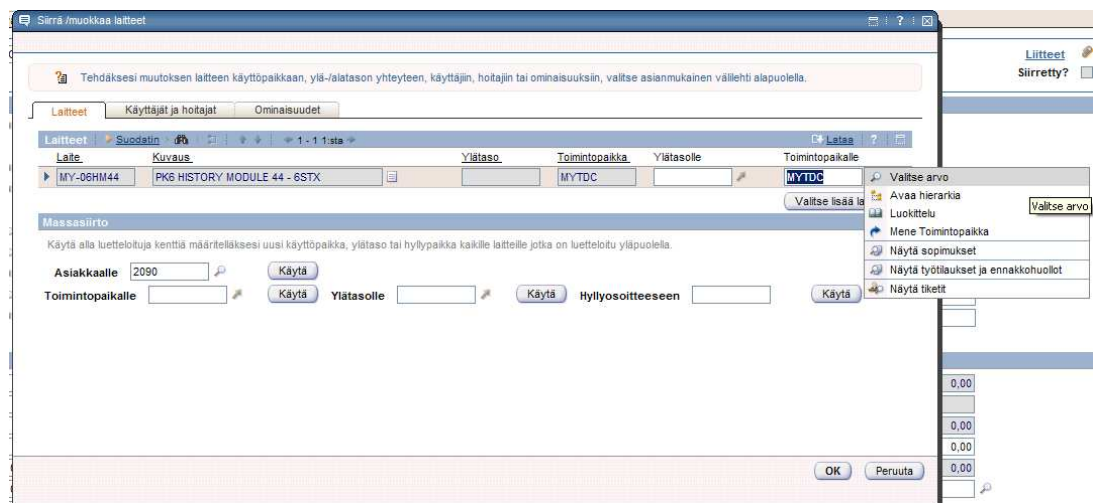 Siirrä /muokkaa laitteet
?
Liitteet
Siirretty?
Tehdäksesi muutoksen laitteen käyttöpaikkaan, ylä-/alatason yhteyteen, käyttäjiin, hoitajiin tai ominaisuuksiin, valitse asianmukainen välilehti alapuolella.
Laitteet Käyttäjät ja hoitajat Ominaisuudet
Laitteet Suodatin 1 - 1 1:sta Lataa ?
Laite Kuvaus Ylätaso Toimintopaikka Ylätasolle Toimintopaikalle
MY-06HM44 PK6 HISTORY MODULE 44 - 6STX MYTDC MYTDC
Valitse arvo
Avaa hierarkia
Valitse lisää la
Valitse arvo
Luokittelu
Massasiirto
Mene Toimintopaikka
Käytä alla luetteloituja kenttiä määritelläksesi uusi käyttöpaikka, ylätaso tai hyllypaikka kaikille laitteille jotka on luetteloitu yläpuolella.
Näytä sopimukset
Asiakkaalle 2090 Käytä
Näytä työtilaukset ja ennakkohuollot
Toimintopaikalle Käytä Ylätasolle Käytä Hyllyosoitteeseen Käytä
Näytä tiketit
0,00
0,00
0,00
0,00
OK Peruuta